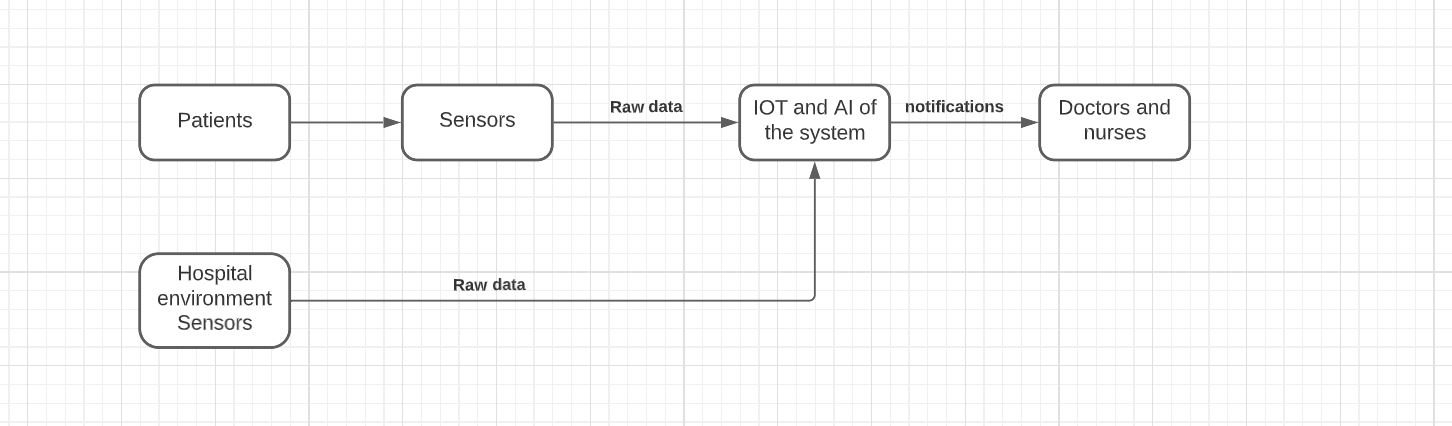 Patients
Sensors
Raw data
IOT and AI of
the system
notifications
Doctors and
nurses
Hospital
environment
Sensors
Raw data